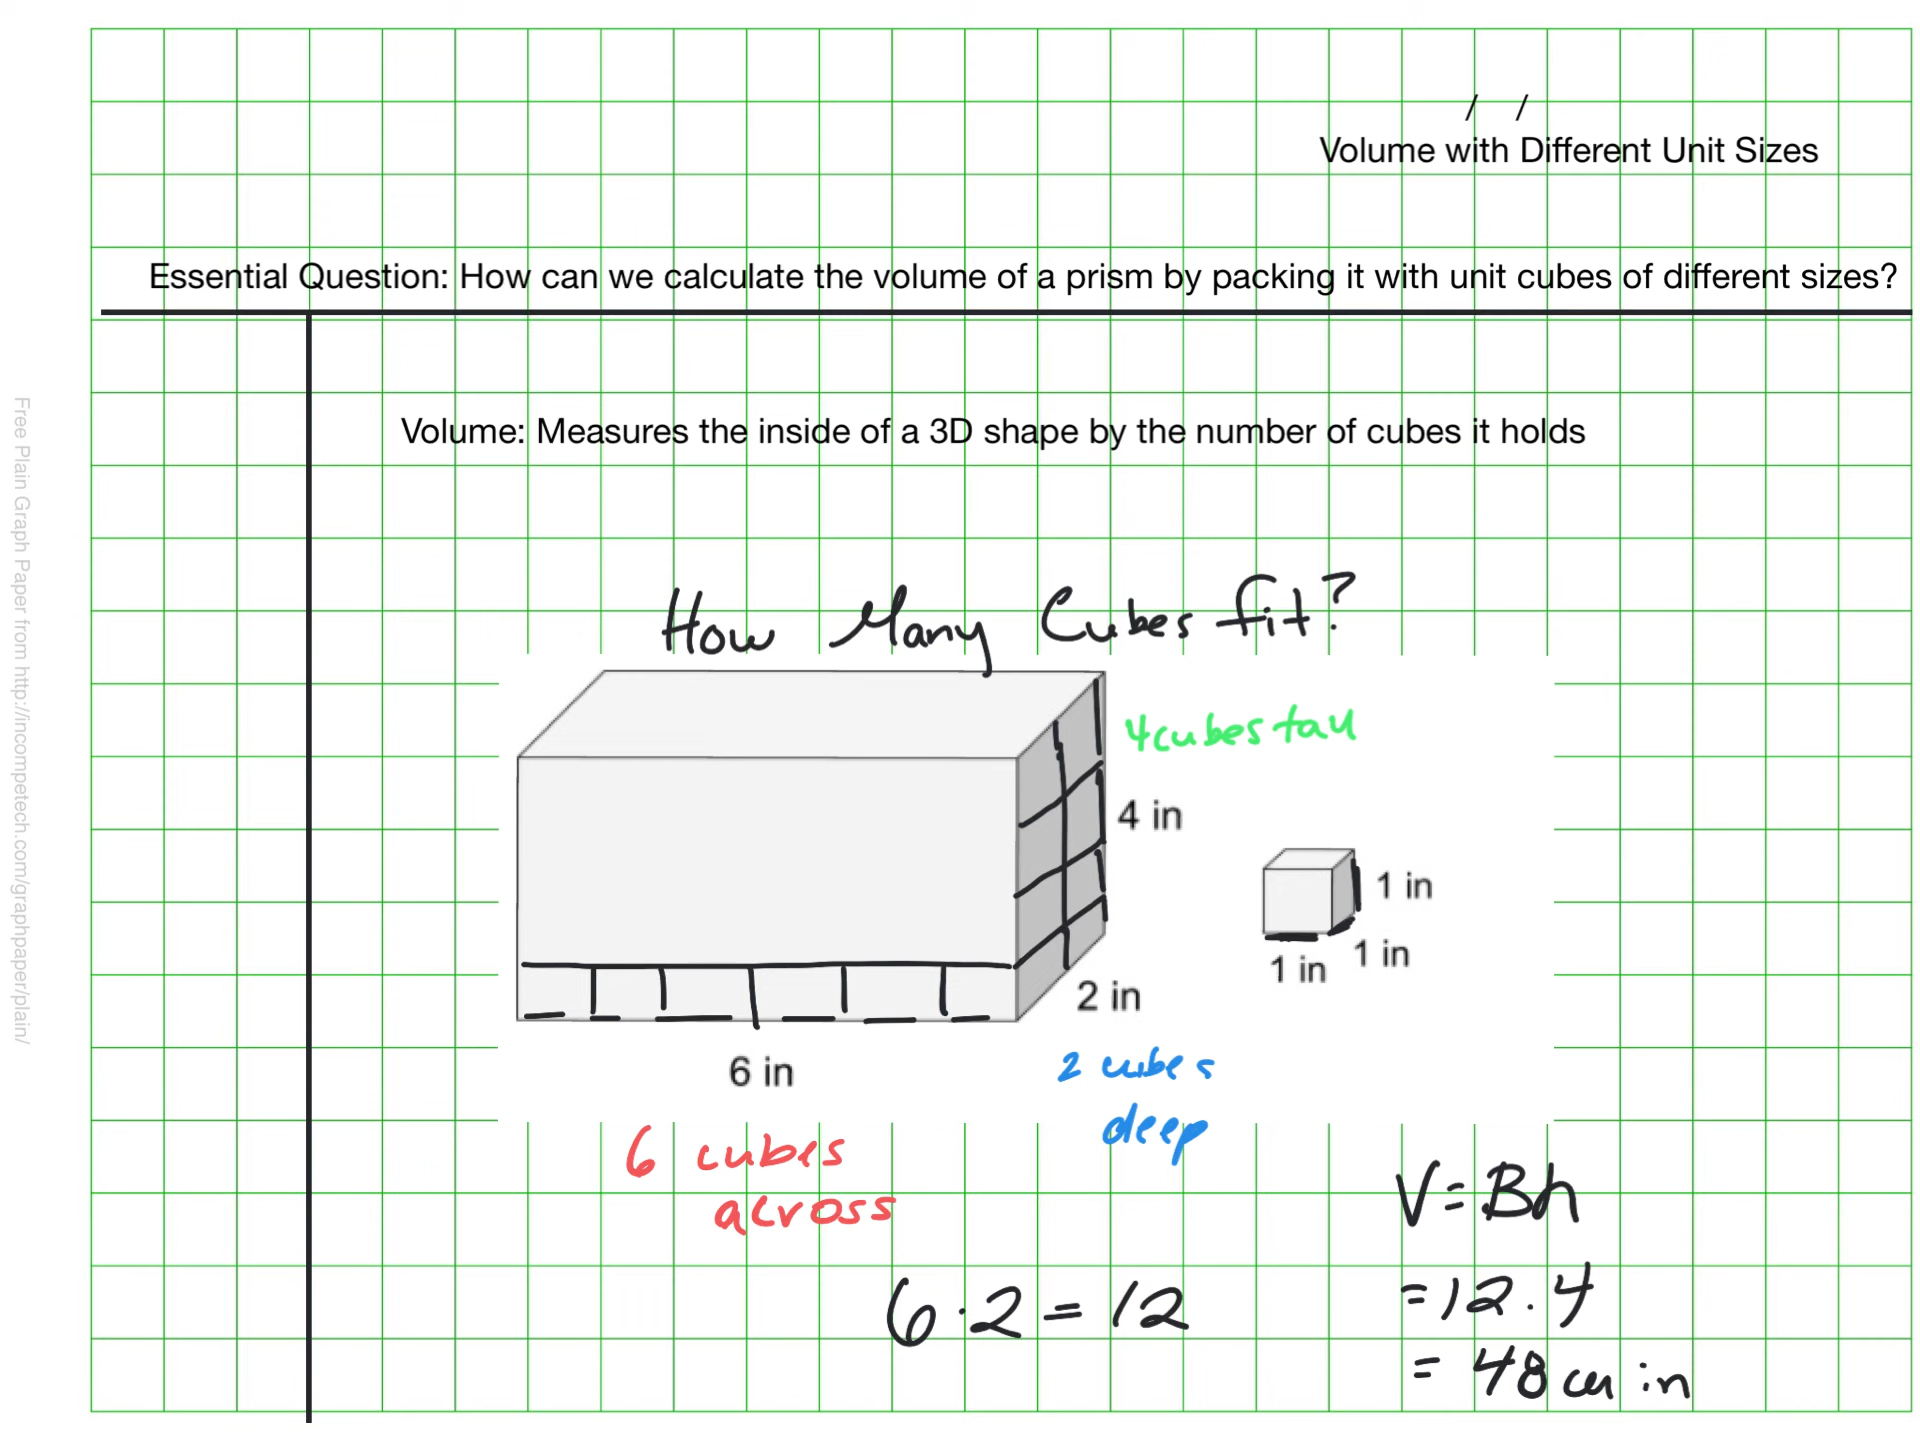 / /
Volume with Different Unit Sizes
Essential Question: How can we calculate the volume of a prism by packing it with unit cubes of different sizes?
Volume: Measures the inside of a 3D shape by the number of cubes it holds
How Many Cubes fit?
4 cubes tall
4 in
1 in
1 in
1 in
2 in
6 in
2 cubes
deep
6 cubes
across
V = Bh
6 · 2 = 12
= 12 . 4
= 48 cu in
Free Plain Graph Paper from http://incompetech.com/graphpaper/plain/